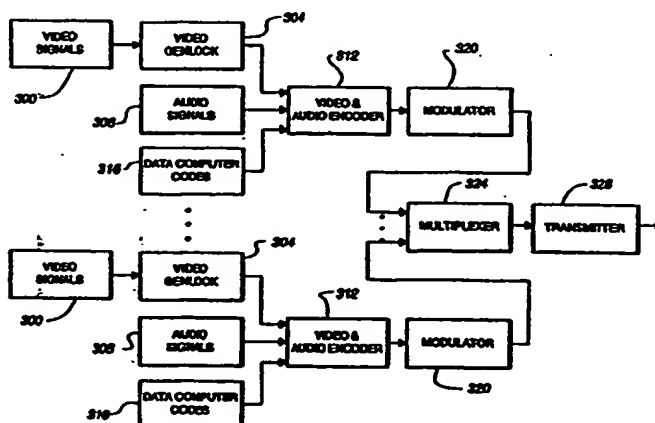 304
VIDEO
SIGNALS
VIDEO
GENLOCK
312
320
300
AUDIO
SIGNALS
VIDEO &
AUDIO ENCODER
MODULATOR
308
316
DATA COMPUTER
CODES
324
328
MULTIPLEXER
TRANSMITTER
304
VIDEO
SIGNALS
VIDEO
GENLOCK
312
300
AUDIO
SIGNALS
VIDEO &
AUDIO ENCODER
MODULATOR
308
320
316
DATA COMPUTER
CODES